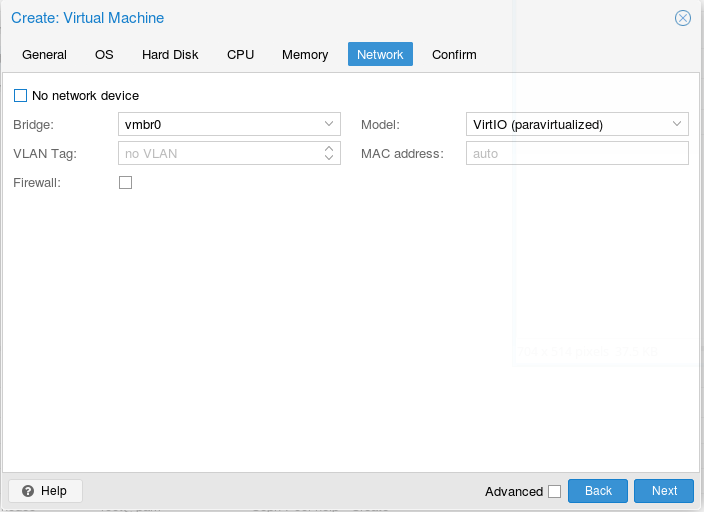 Create: Virtual Machine
General OS Hard Disk CPU Memory Network Confirm
No network device
Bridge: vmbr0 Model: VirtIO (paravirtualized)
VLAN Tag: no VLAN MAC address: auto
Firewall:
Help Advanced Back Next